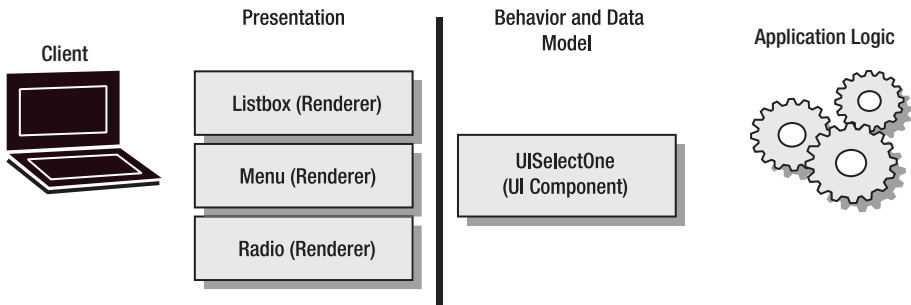 Client
Presentation
Listbox (Renderer)
Menu (Renderer)
Radio (Renderer)
Behavior and Data
Model
UISelectOne
(UI Component)
Application Logic